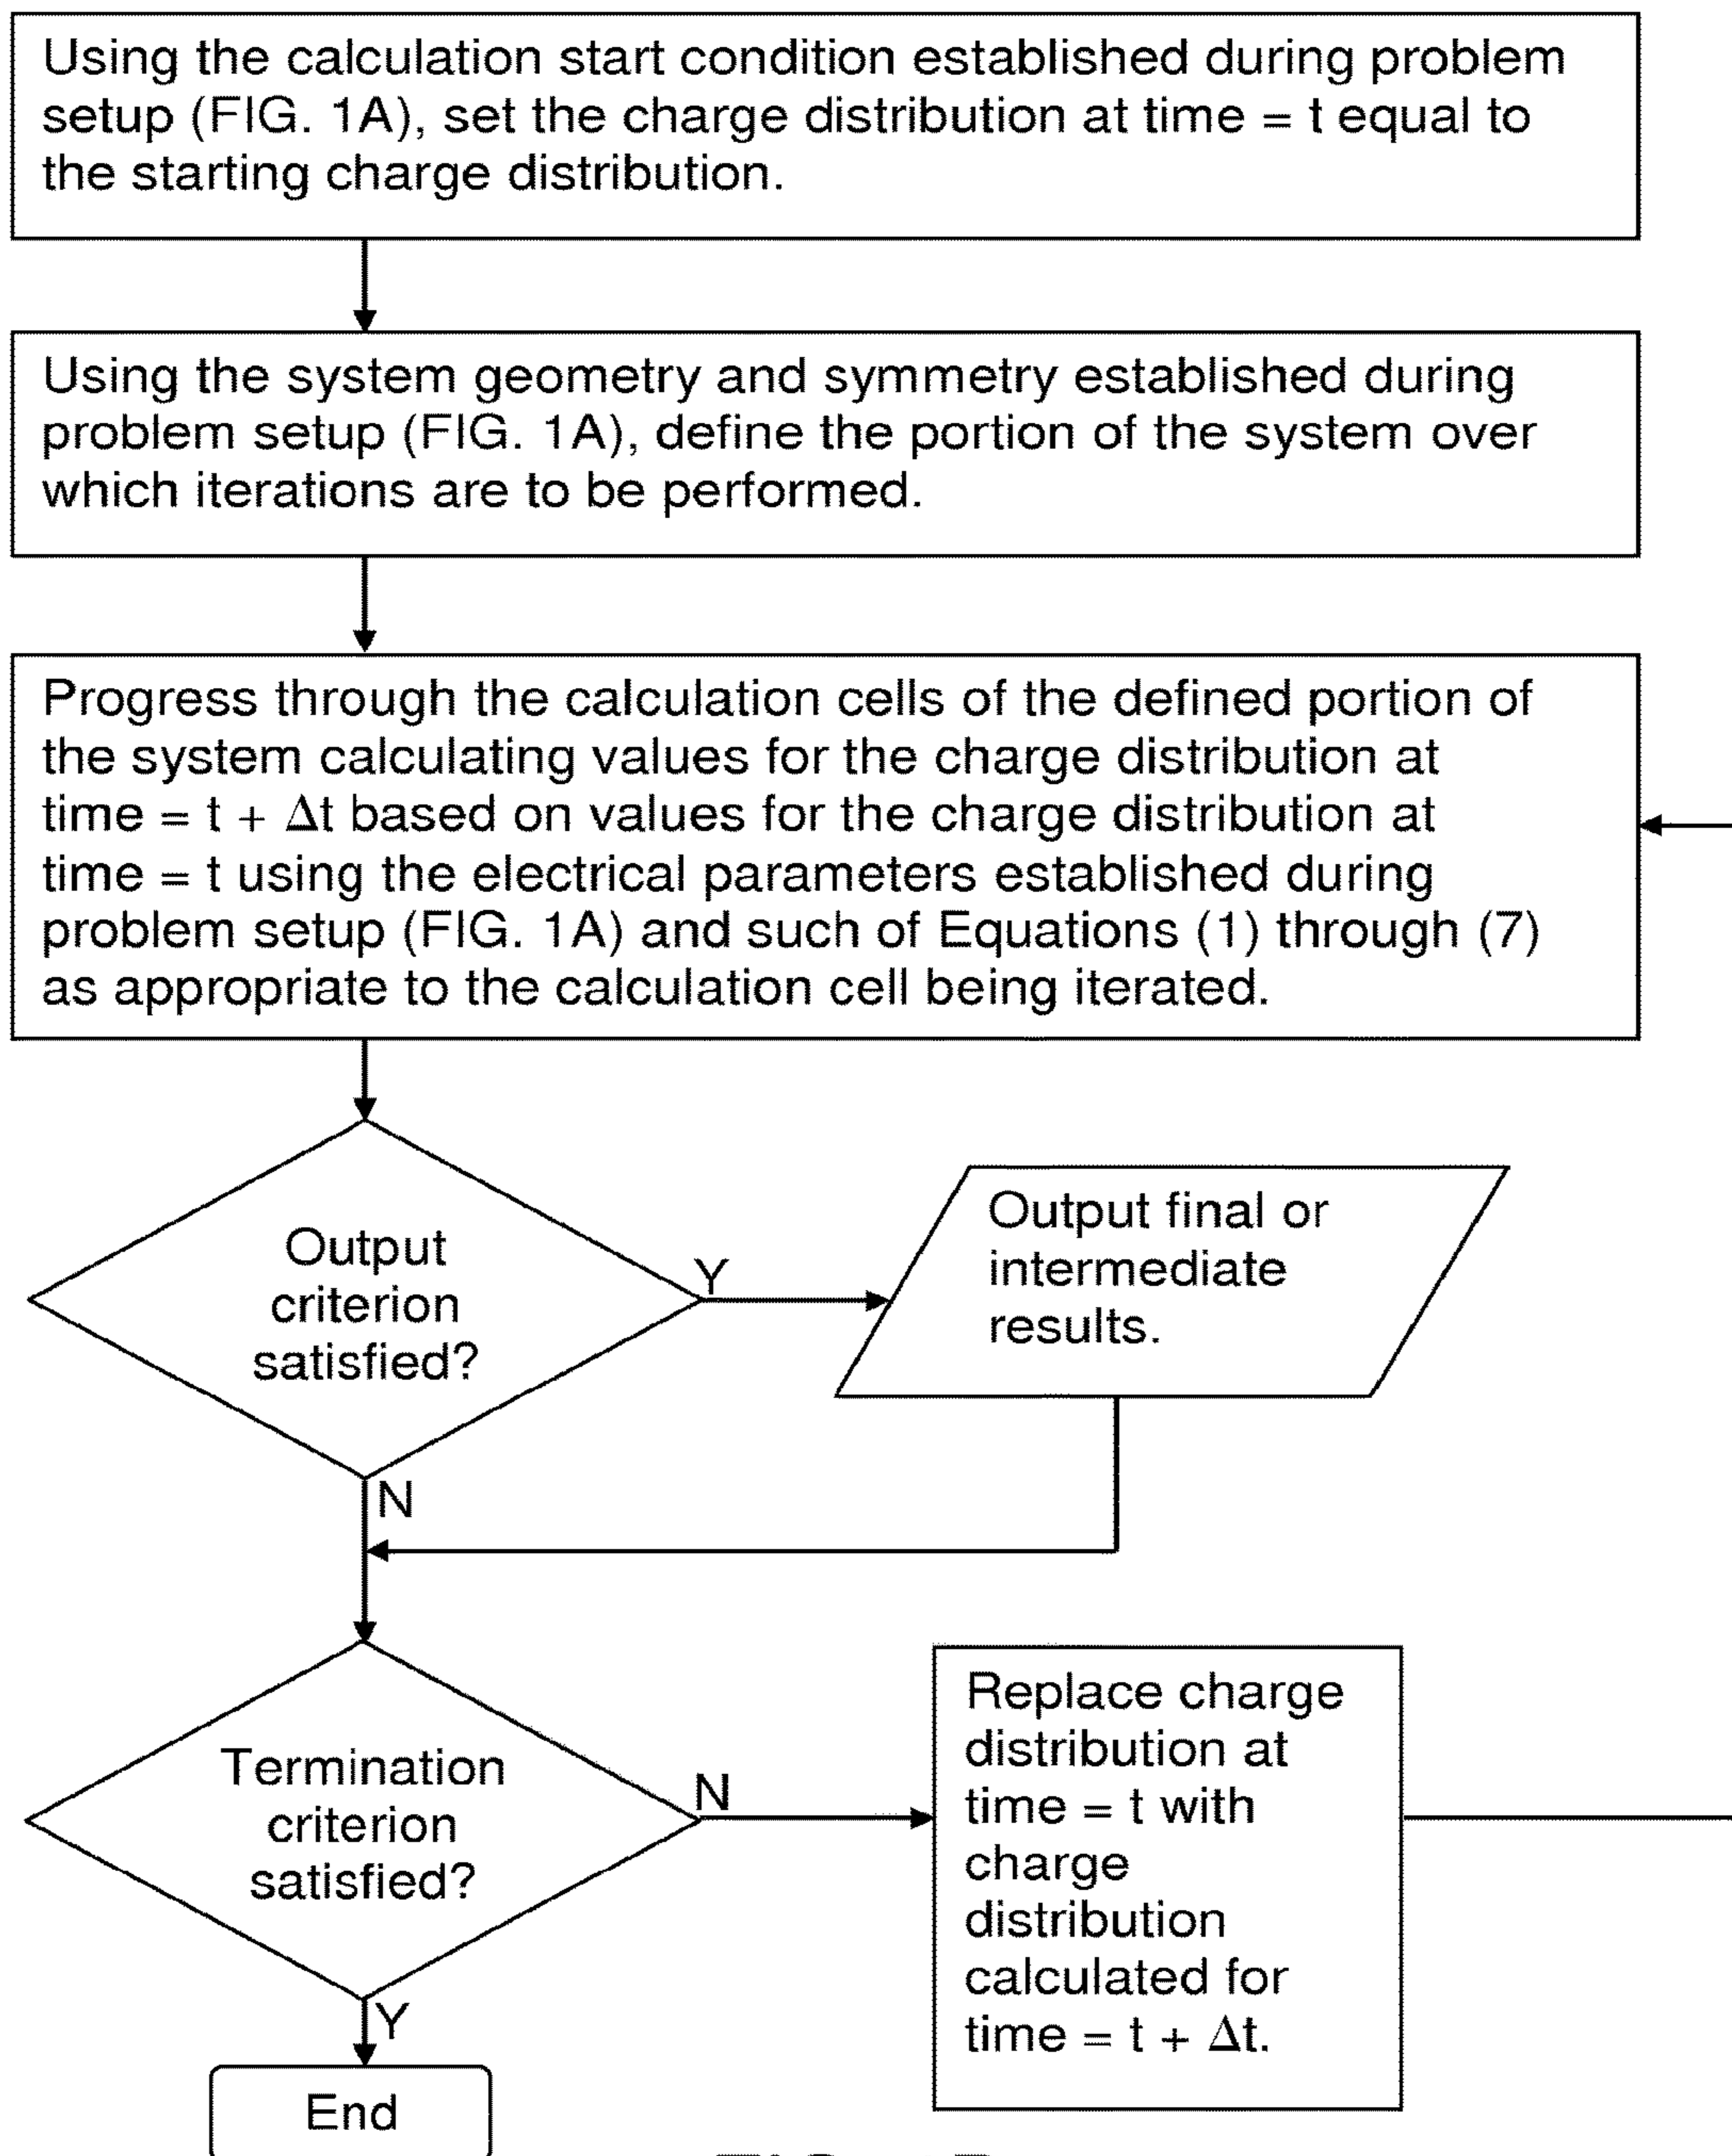 Using the calculation start condition established during problem
setup (FIG. 1A), set the charge distribution at time = t equal to
the starting charge distribution.
Using the system geometry and symmetry established during
problem setup (FIG. 1A), define the portion of the system over
which iterations are to be performed.
Progress through the calculation cells of the defined portion of
the system calculating values for the charge distribution at
time = t + Δt based on values for the charge distribution at
time = t using the electrical parameters established during
problem setup (FIG. 1A) and such of Equations (1) through (7)
as appropriate to the calculation cell being iterated.
Output
criterion
satisfied?
Y
Output final or
intermediate
results.
N
Termination
criterion
satisfied?
N
Replace charge
distribution at
time = t with
charge
distribution
calculated for
time = t + Δt.
Y
End